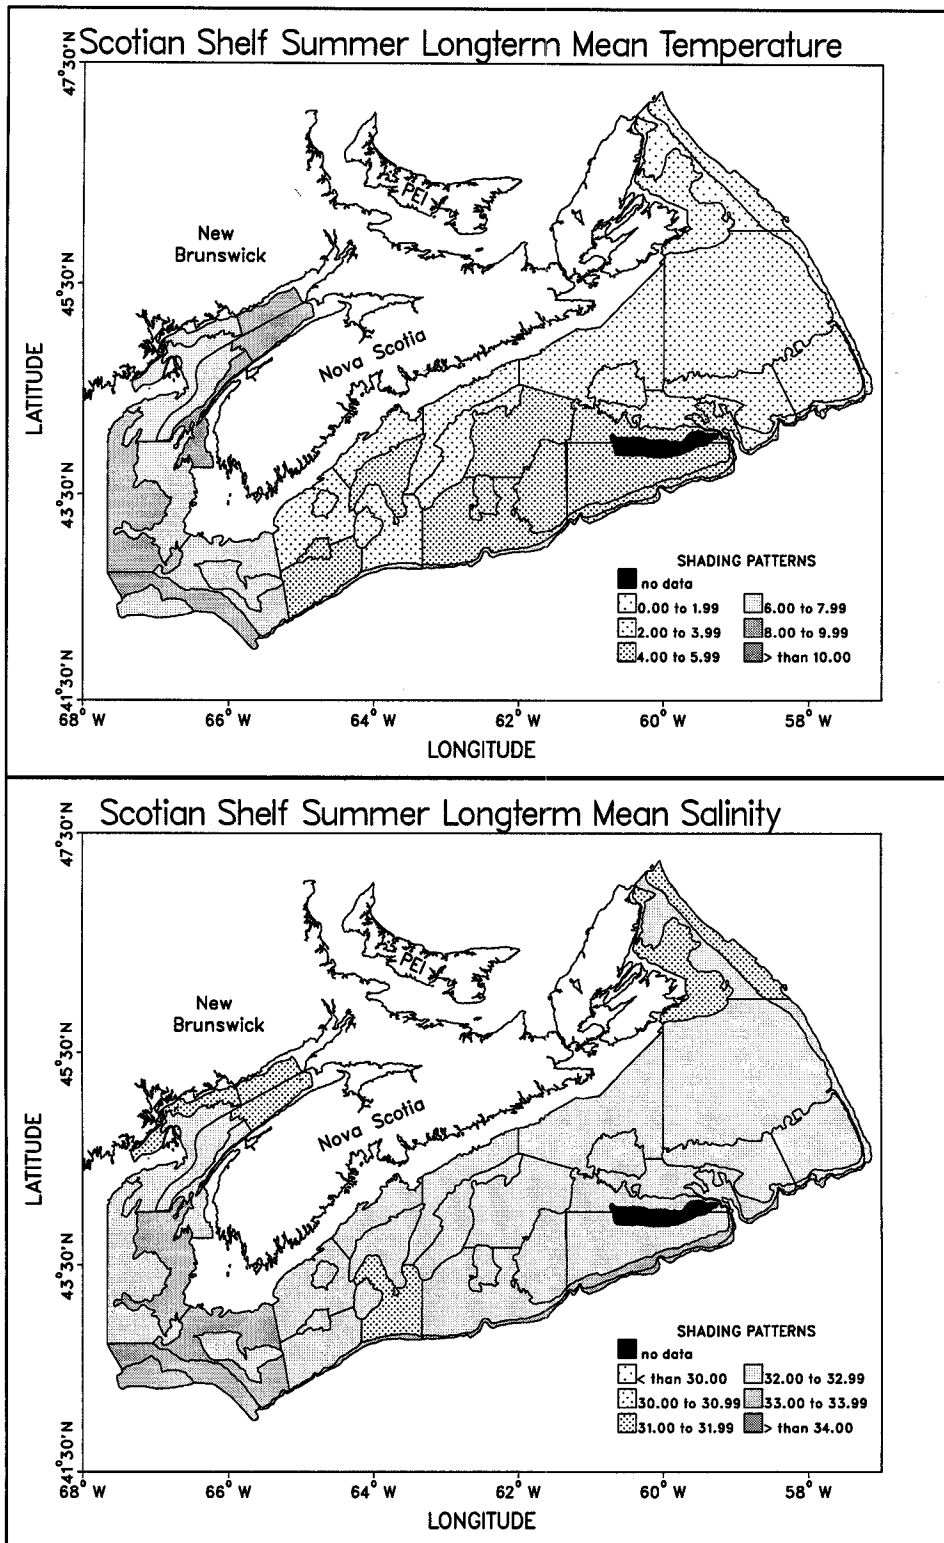 Scotian Shelf Summer Longterm Mean Temperature
47°30'N
45°30'N
43°30'N
41°30'N
LATITUDE
PEI
New
Brunswick
Nova Scotia
SHADING PATTERNS
no data
0.00 to 1.99
6.00 to 7.99
2.00 to 3.99
8.00 to 9.99
4.00 to 5.99
> than 10.00
68° W
66° W
64° W
62° W
60° W
58° W
LONGITUDE
Scotian Shelf Summer Longterm Mean Salinity
47°30'N
45°30'N
43°30'N
41°30'N
LATITUDE
PEI
New
Brunswick
Nova Scotia
SHADING PATTERNS
no data
< than 30.00
32.00 to 32.99
30.00 to 30.99
33.00 to 33.99
31.00 to 31.99
> than 34.00
68° W
66° W
64° W
62° W
60° W
58° W
LONGITUDE